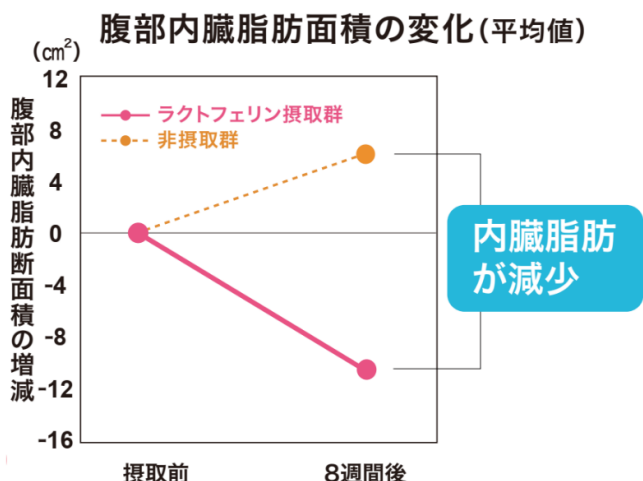 腹部内臓脂肪面積の変化(平均値)
(cm²)
腹部内臓脂肪断面積の増減
12
8
4
0
-4
-8
-12
-16
ラクトフェリン摂取群
非摂取群
内臓脂肪
が減少
摂取前
8週間後